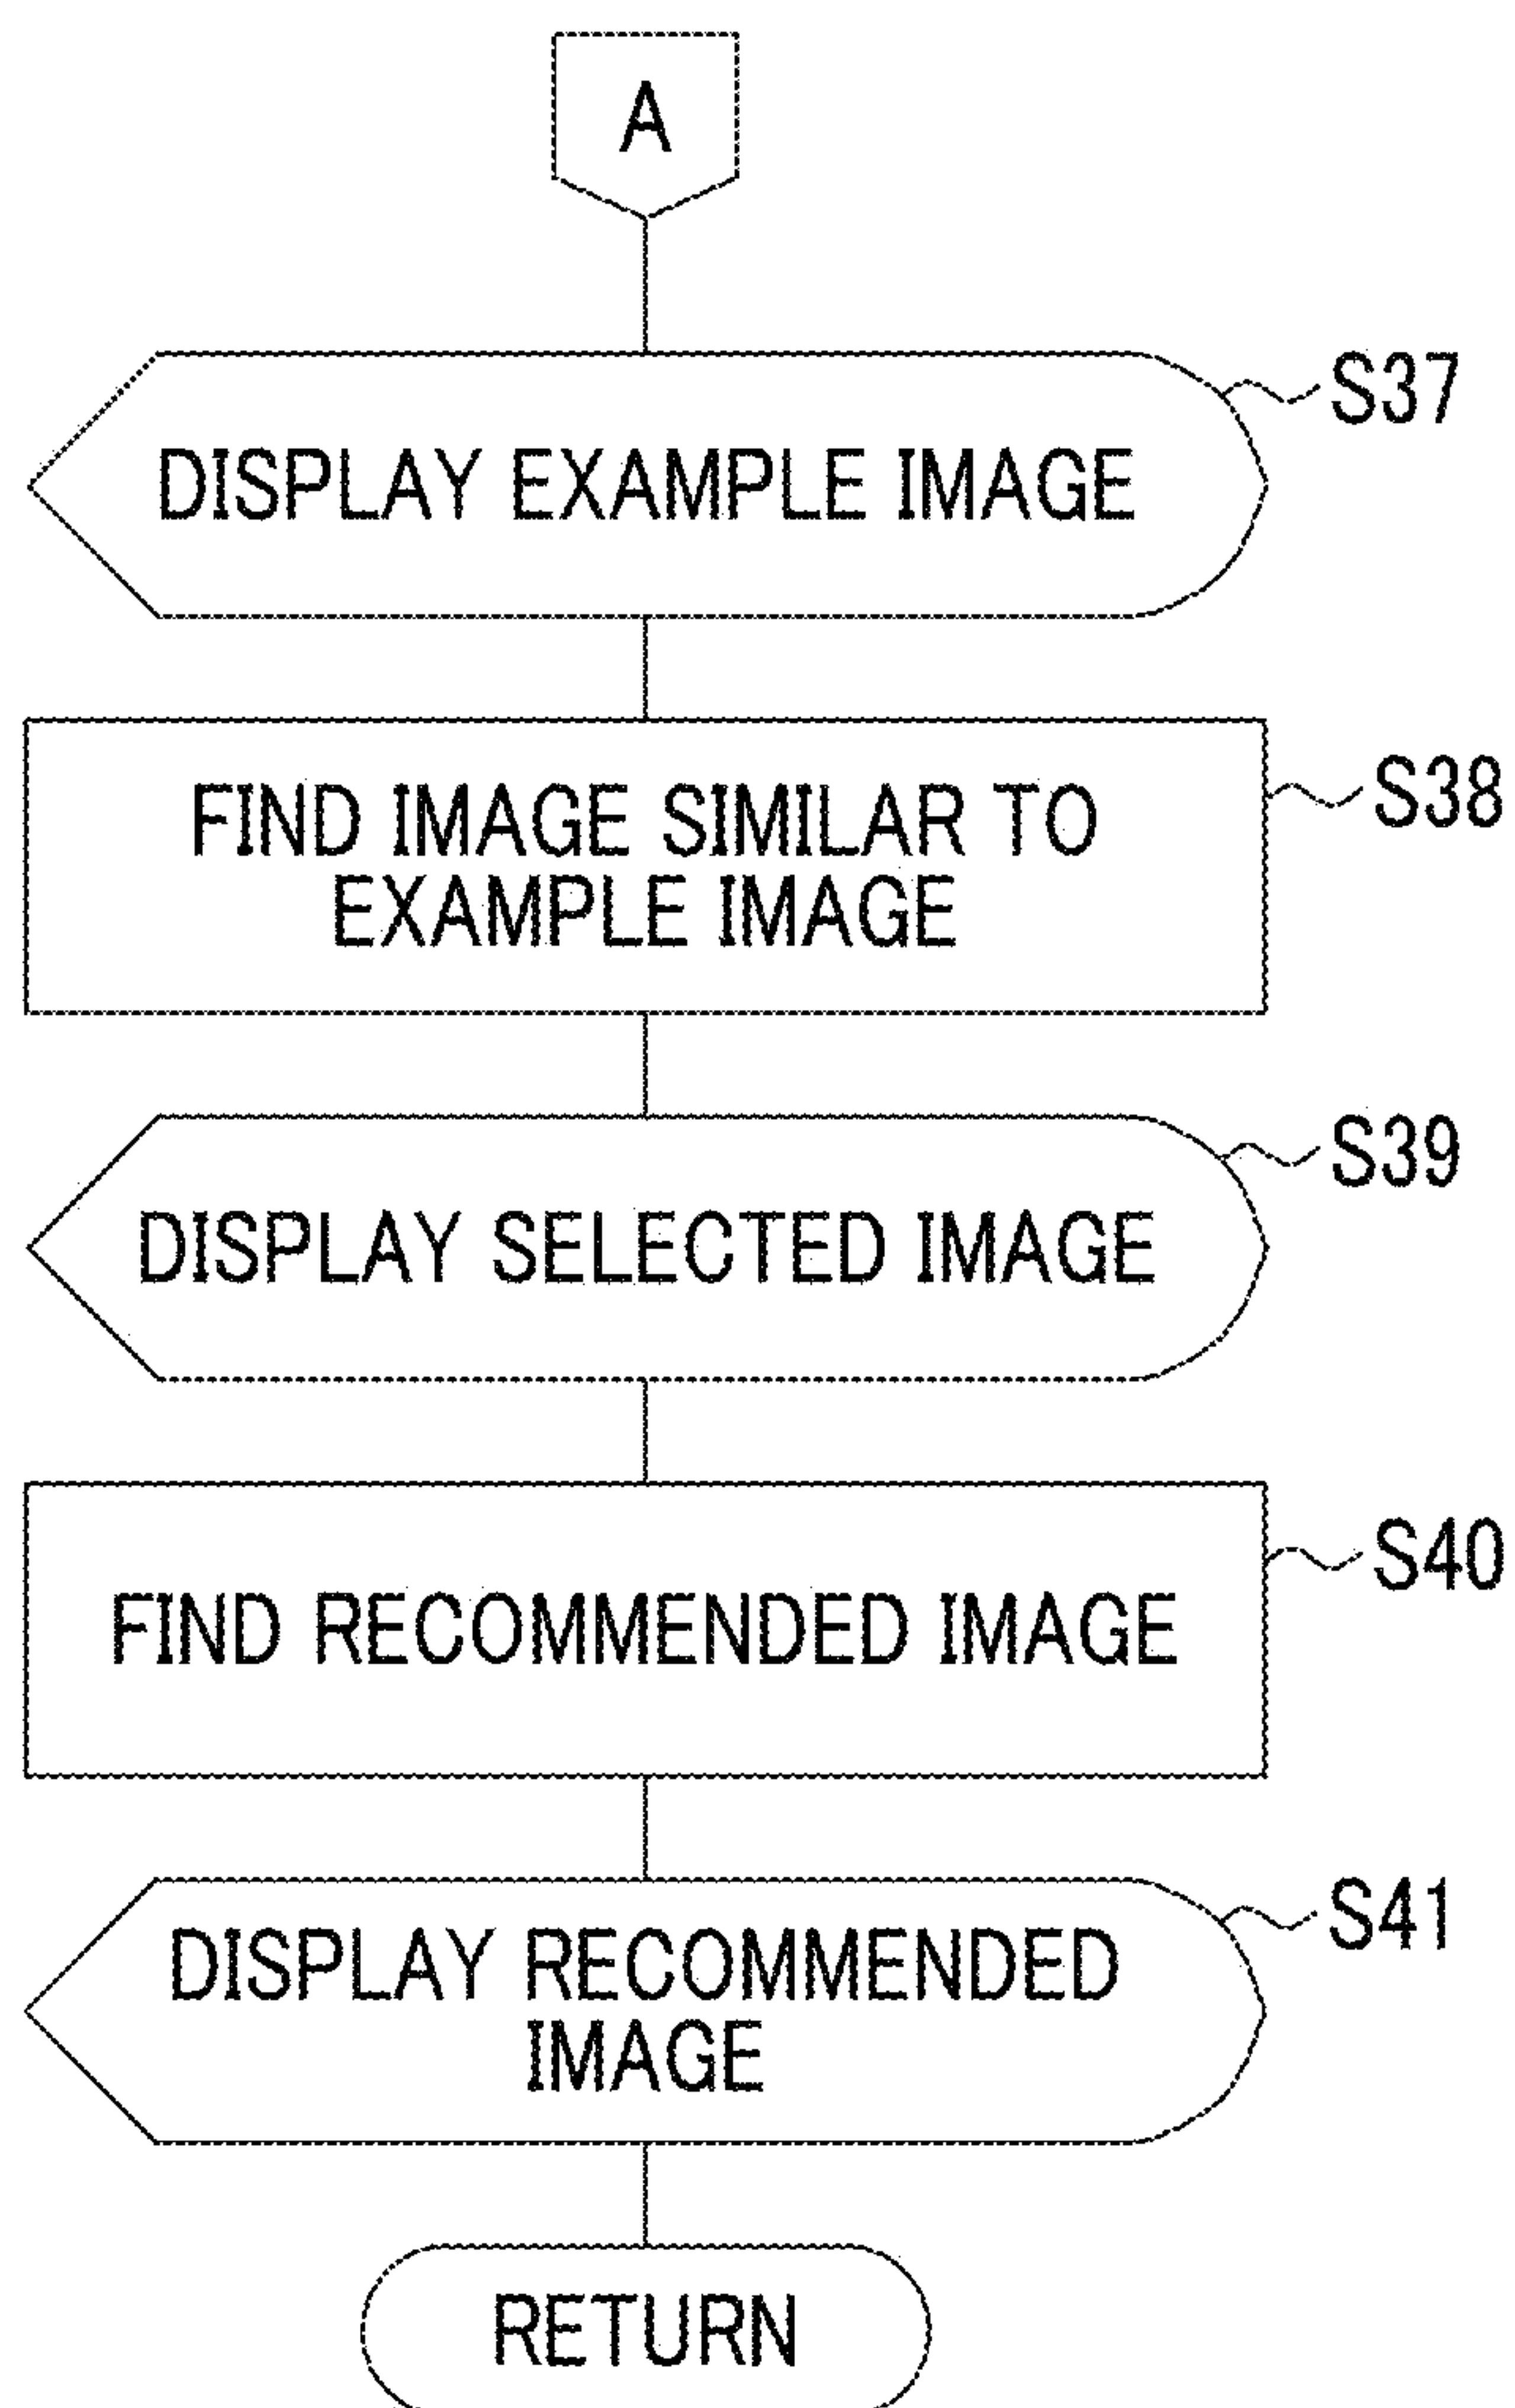 A
S37
DISPLAY EXAMPLE IMAGE
S38
FIND IMAGE SIMILAR TO
EXAMPLE IMAGE
S39
DISPLAY SELECTED IMAGE
S40
FIND RECOMMENDED IMAGE
S41
DISPLAY RECOMMENDED
IMAGE
RETURN